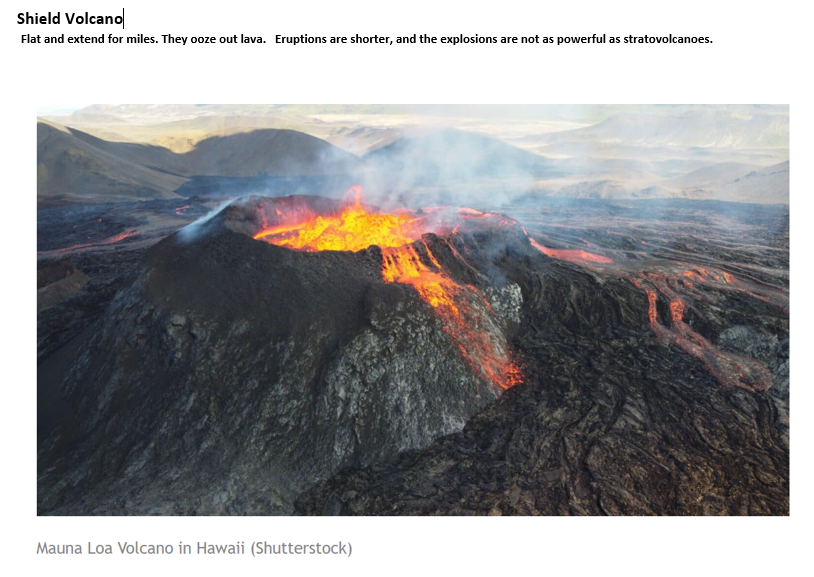 Shield Volcano
Flat and extend for miles. They ooze out lava. Eruptions are shorter, and the explosions are not as powerful as stratovolcanoes.
Mauna Loa Volcano in Hawaii (Shutterstock)